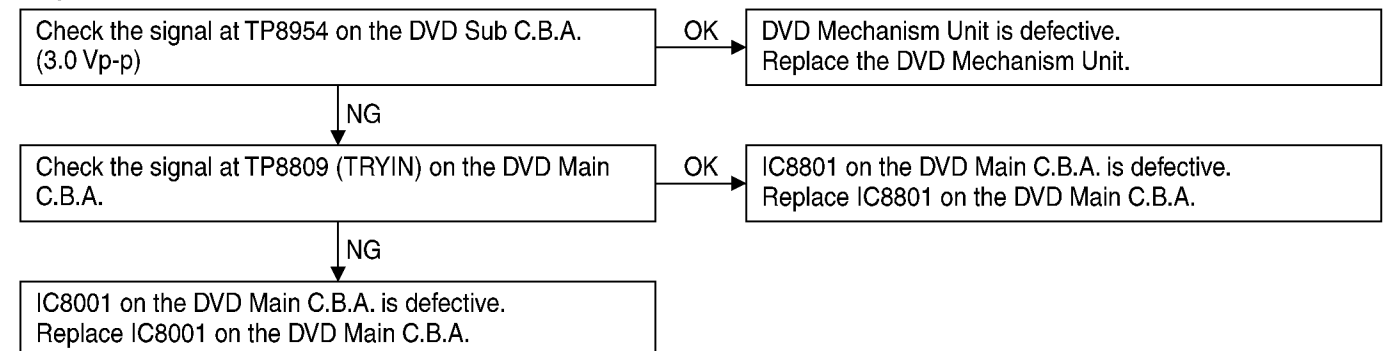 Check the signal at TP8954 on the DVD Sub C.B.A.
(3.0 Vp-p)
OK
DVD Mechanism Unit is defective.
Replace the DVD Mechanism Unit.
NG
Check the signal at TP8809 (TRYIN) on the DVD Main
C.B.A.
OK
IC8801 on the DVD Main C.B.A. is defective.
Replace IC8801 on the DVD Main C.B.A.
NG
IC8001 on the DVD Main C.B.A. is defective.
Replace IC8001 on the DVD Main C.B.A.